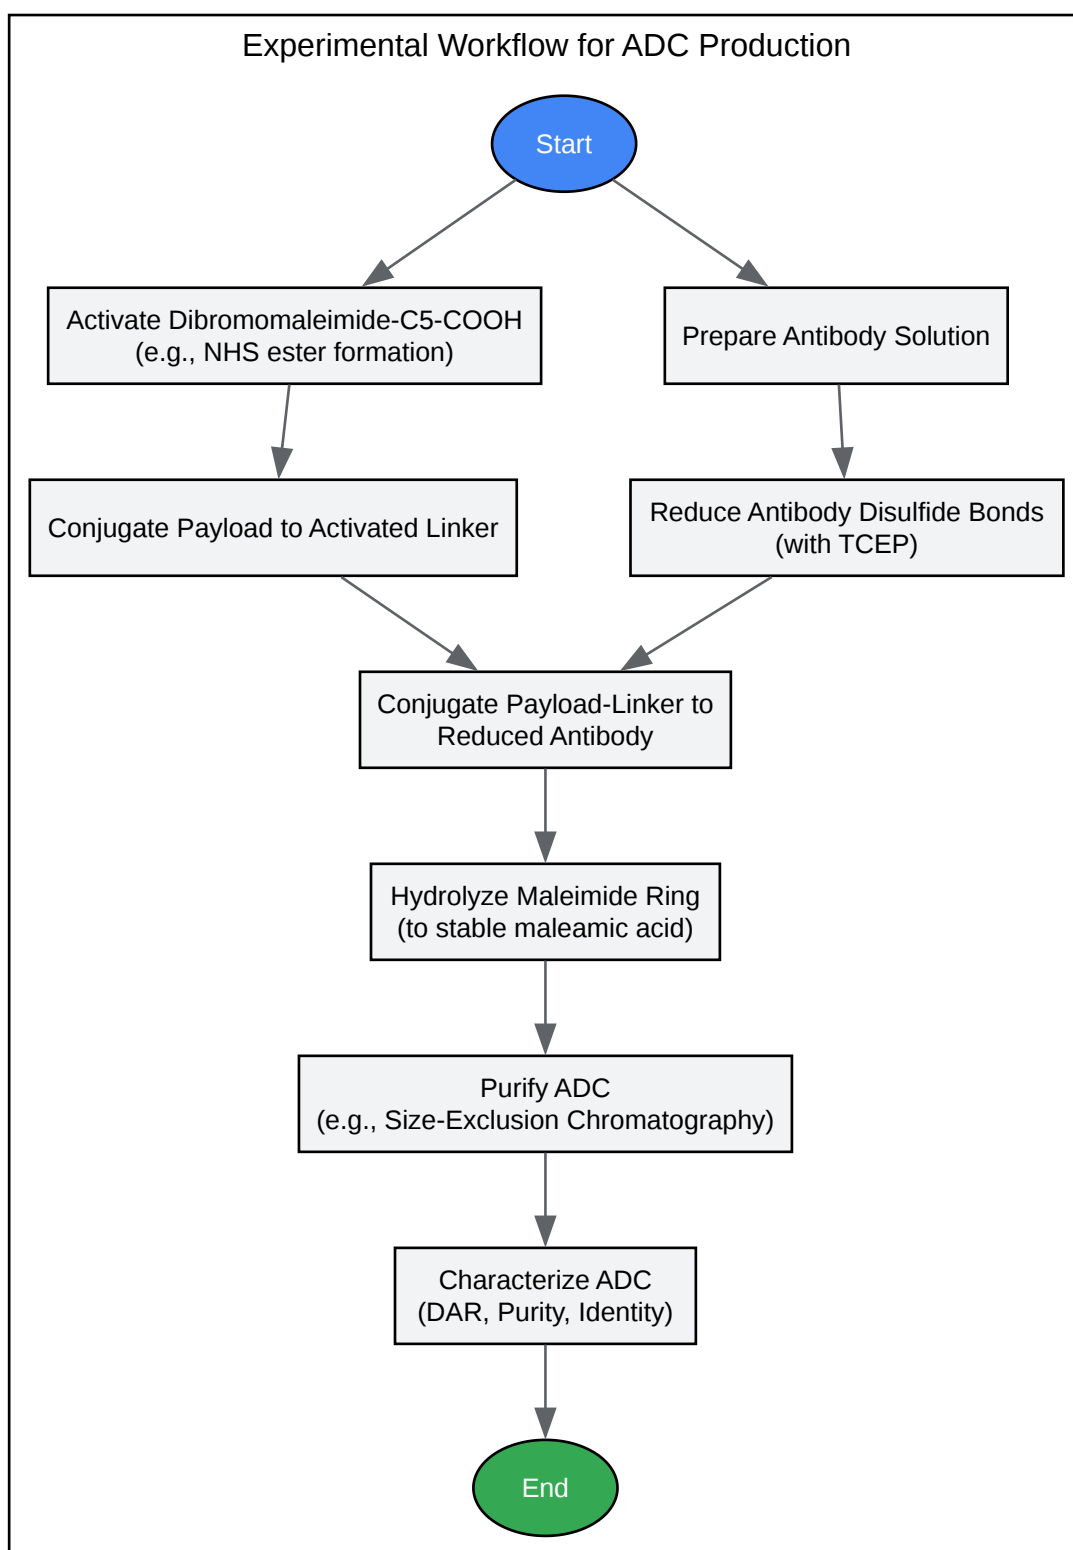 Experimental Workflow for ADC Production
Start
Activate Dibromomaleimide-C5-COOH
(e.g., NHS ester formation)
Prepare Antibody Solution
Conjugate Payload to Activated Linker
Reduce Antibody Disulfide Bonds
(with TCEP)
Conjugate Payload-Linker to
Reduced Antibody
Hydrolyze Maleimide Ring
(to stable maleamic acid)
Purify ADC
(e.g., Size-Exclusion Chromatography)
Characterize ADC
(DAR, Purity, Identity)
End